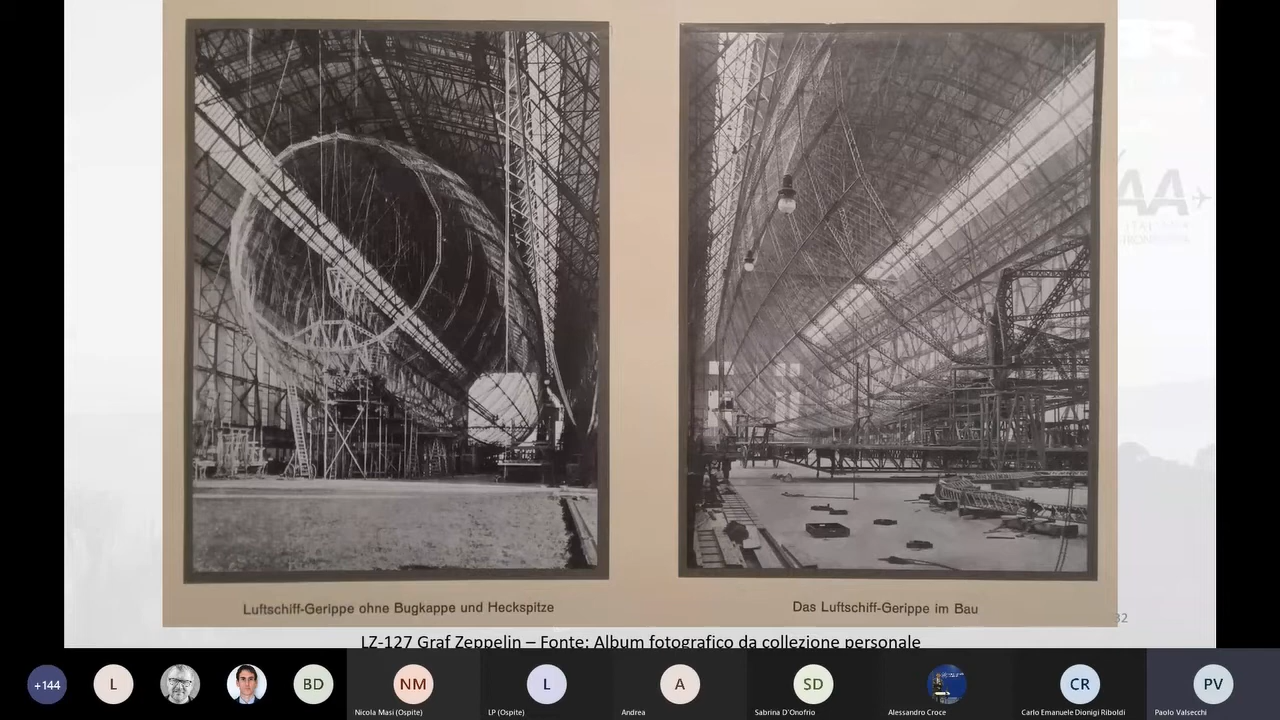 Luftschiff-Gerippe ohne Bugkappe und Heckspitze
Das Luftschiff-Gerippe im Bau
32
LZ-127 Graf Zeppelin – Fonte: Album fotografico da collezione personale
+144
L
BD
NM
L
A
SD
CR
PV
Nicola Masi (Ospite)
LP (Ospite)
Andrea
Sabrina D'Onofrio
Alessandro Croce
Carlo Emanuele Dionigi Riboldi
Paolo Valsecchi